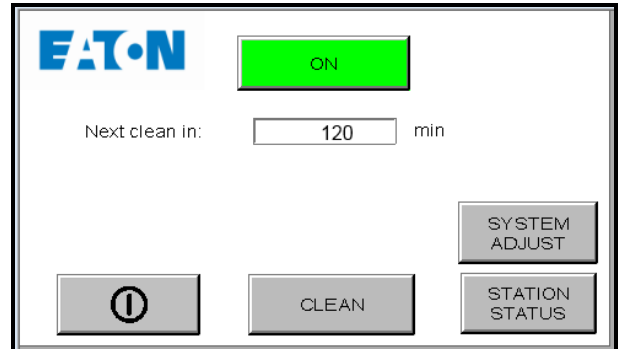 EATON
ON
Next clean in: 120 min
SYSTEM
ADJUST
CLEAN
STATION
STATUS